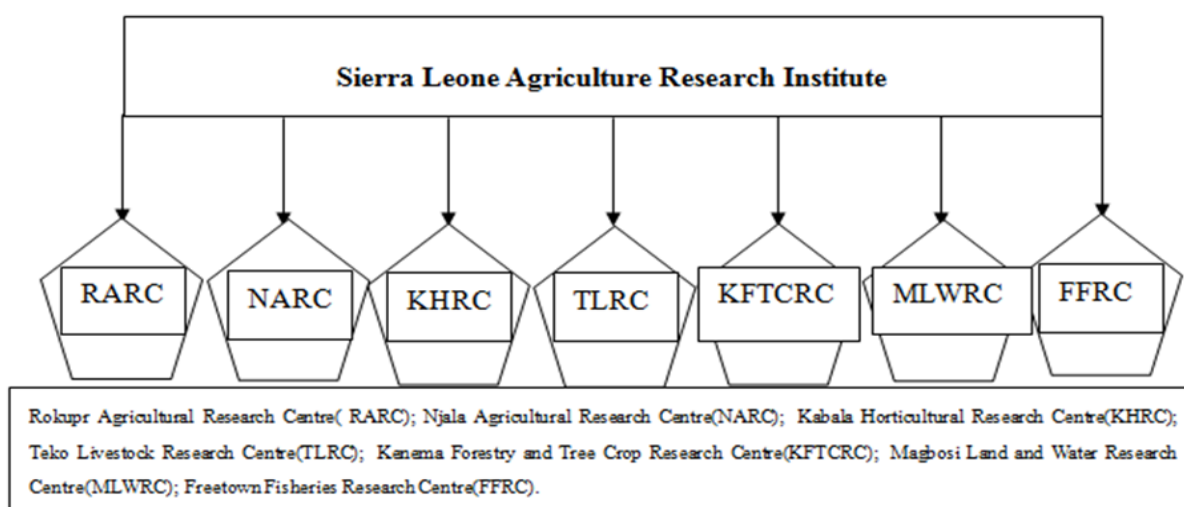 Sierra Leone Agriculture Research Institute
RARC NARC KHRC TLRC KFTCRC MLWRC FFRC
Rokupr Agricultural Research Centre( RARC); Njala Agricultural Research Centre(NARC); Kabala Horticultural Research Centre(KHRC);
Teko Livestock Research Centre(TLRC); Kenema Forestry and Tree Crop Research Centre(KFTCRC); Magbosi Land and Water Research
Centre(MLWRC); Freetown Fisheries Research Centre(FFRC).